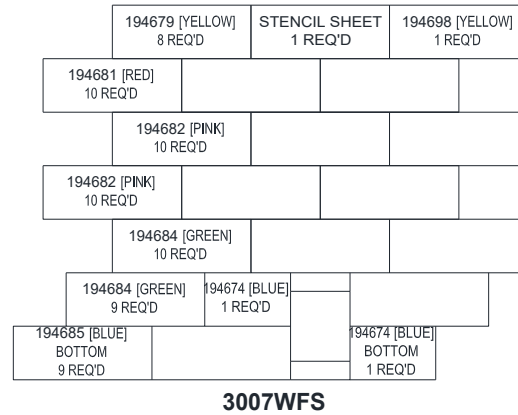 194679 [YELLOW]
8 REQ'D
STENCIL SHEET
1 REQ'D
194698 [YELLOW]
1 REQ'D
194681 [RED]
10 REQ'D
194682 [PINK]
10 REQ'D
194682 [PINK]
10 REQ'D
194684 [GREEN]
10 REQ'D
194684 [GREEN]
9 REQ'D
194674 [BLUE]
1 REQ'D
194685 [BLUE]
BOTTOM
9 REQ'D
194674 [BLUE]
BOTTOM
1 REQ'D
3007WFS